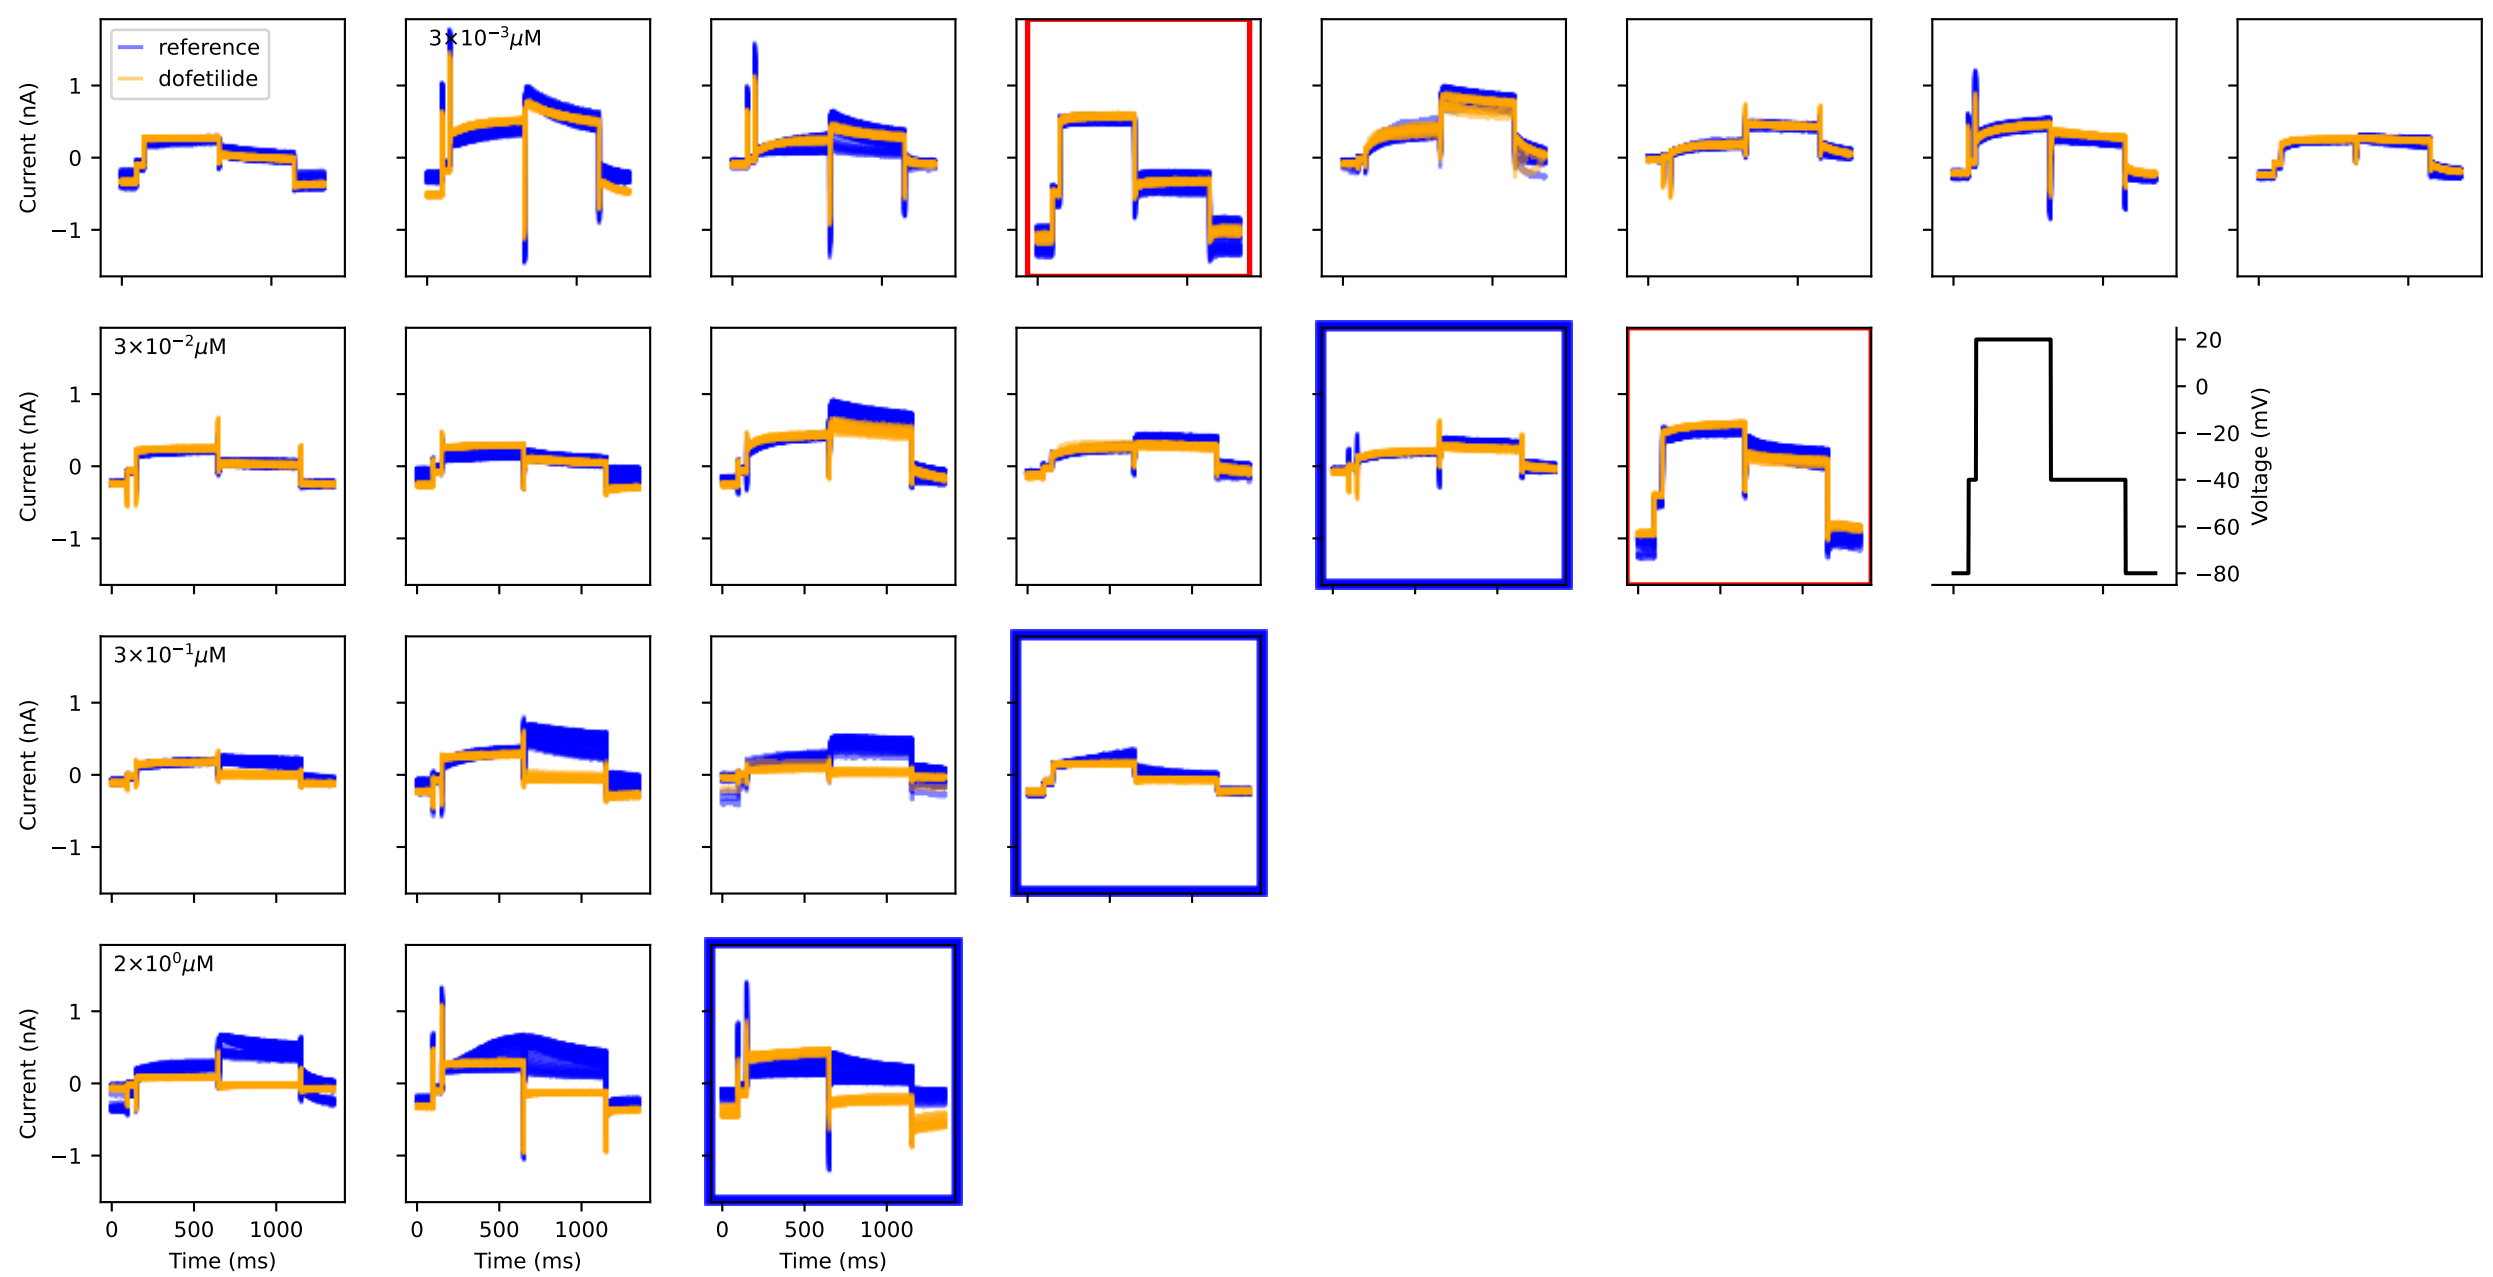 reference
dofetilide
3×10⁻³μM
Current (nA)
1
0
−1
3×10⁻²μM
Current (nA)
1
0
−1
20
0
−20
−40
−60
−80
Voltage (mV)
3×10⁻¹μM
Current (nA)
1
0
−1
2×10⁰μM
Current (nA)
1
0
−1
0 500 1000
0 500 1000
0 500 1000
Time (ms)
Time (ms)
Time (ms)